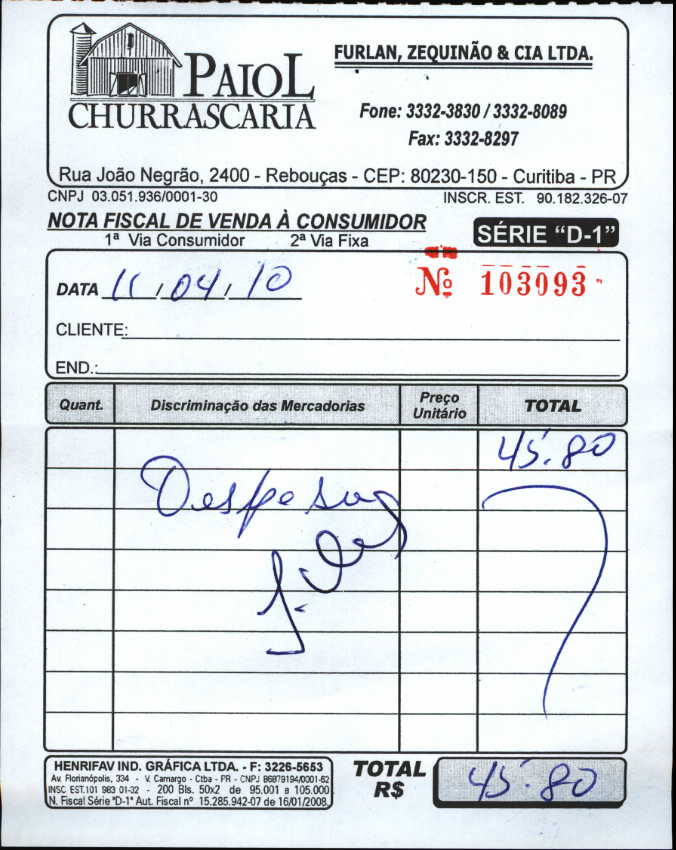 PAIOL
CHURRASCARIA
FURLAN, ZEQUINÃO & CIA LTDA.
Fone: 3332-3830 / 3332-8089
Fax: 3332-8297
Rua João Negrão, 2400 - Rebouças - CEP: 80230-150 - Curitiba - PR
CNPJ 03.051.936/0001-30 INSCR. EST. 90.182.326-07
NOTA FISCAL DE VENDA À CONSUMIDOR
1ª Via Consumidor 2ª Via Fixa
SÉRIE "D-1"
DATA 11, 04, 10
Nº 103093
CLIENTE:
END.:
Quant. Discriminação das Mercadorias Preço Unitário TOTAL
45.80
Despesas
HENRIFAV IND. GRÁFICA LTDA. - F: 3226-5653
Av. Florianópolis, 334 - V. Camargo - Ctba - PR - CNPJ 86879194/0001-62
INSC. EST.101 983 01-32 - 200 Bls. 50x2 de 95.001 a 105.000
N. Fiscal Série "D-1" Aut. Fiscal nº 15.285.942-07 de 16/01/2008
TOTAL R$ 45.80